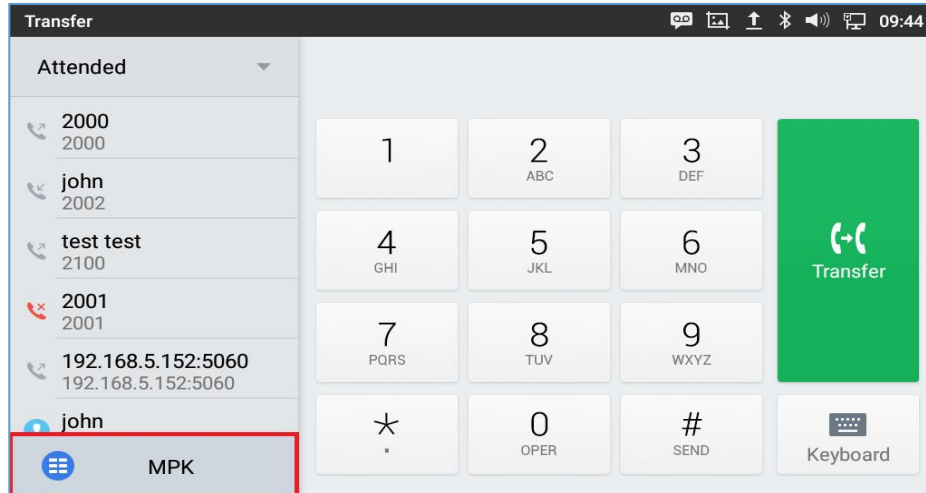 Transfer
09:44
Attended
2000
2000
john
2002
test test
2100
2001
2001
192.168.5.152:5060
192.168.5.152:5060
john
MPK
1
2
ABC
3
DEF
4
GHI
5
JKL
6
MNO
7
PQRS
8
TUV
9
WXYZ
*
.
0
OPER
#
SEND
Transfer
Keyboard